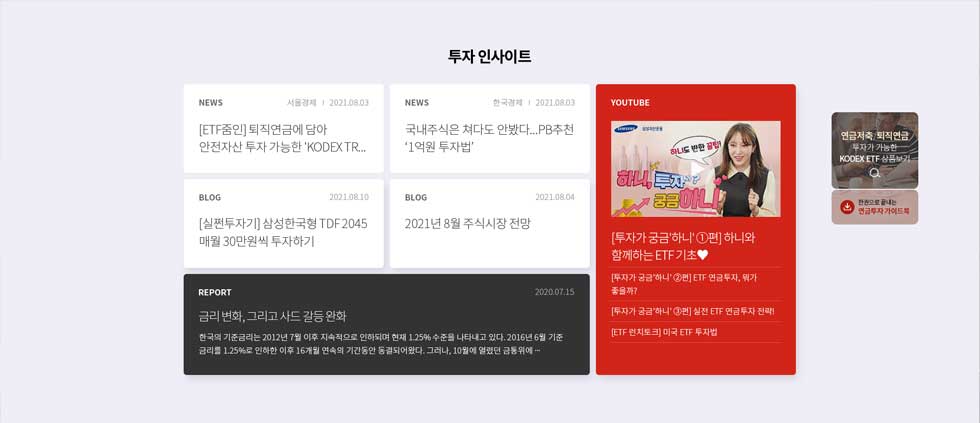 투자 인사이트
NEWS
서울경제 | 2021.08.03
[ETF줌인] 퇴직연금에 담아
안전자산 투자 가능한 'KODEX TR...
NEWS
한국경제 | 2021.08.03
국내주식은 쳐다도 안봤다...PB추천
'1억원 투자법'
BLOG
2021.08.10
[실전투자기] 삼성한국형 TDF 2045
매월 30만원씩 투자하기
BLOG
2021.08.04
2021년 8월 주식시장 전망
REPORT
2020.07.15
금리 변화, 그리고 사드 갈등 완화
한국의 기준금리는 2012년 7월 이후 지속적으로 인하되며 현재 1.25% 수준을 나타내고 있다. 2016년 6월 기준
금리를 1.25%로 인하한 이후 16개월 연속의 기간동안 동결되어왔다. 그러나, 10월에 열렸던 금통위에 ···
YOUTUBE
SAMSUNG 삼성자산운용
하니도 반한 꿀팁!
하니, 투자가
궁금하니
[투자가 궁금'하니' ①편] 하니와
함께하는 ETF 기초♥
[투자가 궁금'하니' ②편] ETF 연금투자, 뭐가
좋을까?
[투자가 궁금'하니' ③편] 실전 ETF 연금투자 전략!
[ETF 런치토크] 미국 ETF 투자법
연금저축, 퇴직연금
투자가 가능한
KODEX ETF 상품보기
한권으로 끝내는
연금투자 가이드북